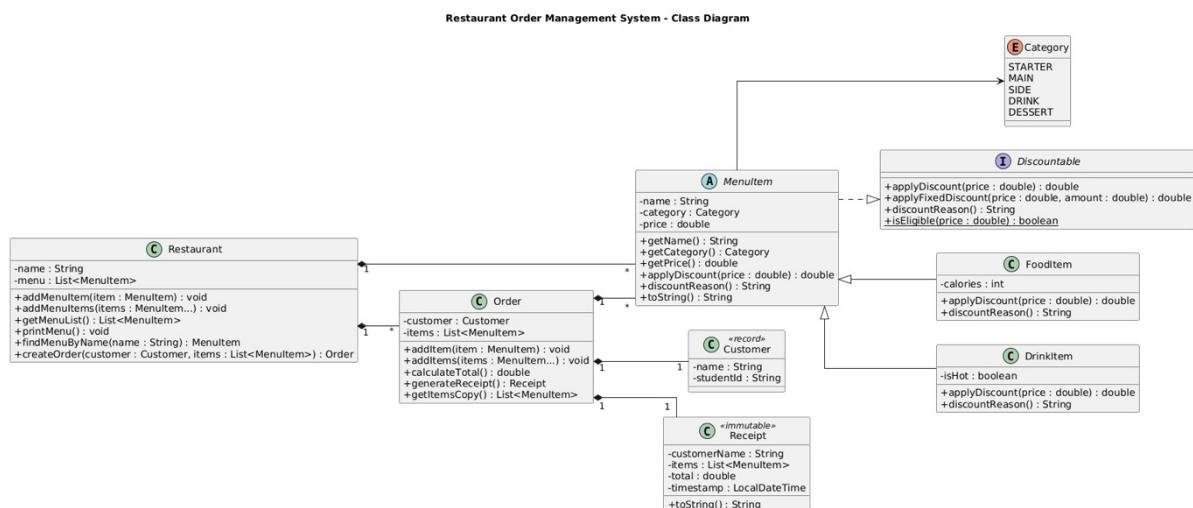 Restaurant Order Management System - Class Diagram
E Category
STARTER
MAIN
SIDE
DRINK
DESSERT
I Discountable
+applyDiscount(price : double) : double
+applyFixedDiscount(price : double, amount : double) : double
+discountReason() : String
+isEligible(price : double) : boolean
A MenuItem
-name : String
-category : Category
-price : double
+getName() : String
+getCategory() : Category
+getPrice() : double
+applyDiscount(price : double) : double
+discountReason() : String
+toString() : String
C Restaurant
-name : String
-menu : List<MenuItem>
+addMenuItem(item : MenuItem) : void
+addMenuItems(items : MenuItem...) : void
+getMenuList() : List<MenuItem>
+printMenu() : void
+findMenuByName(name : String) : MenuItem
+createOrder(customer : Customer, items : List<MenuItem>) : Order
1
*
1
*
C Order
-customer : Customer
-items : List<MenuItem>
+addItem(item : MenuItem) : void
+addItems(items : MenuItem...) : void
+calculateTotal() : double
+generateReceipt() : Receipt
+getItemsCopy() : List<MenuItem>
1
*
1
1
1
1
C FoodItem
-calories : int
+applyDiscount(price : double) : double
+discountReason() : String
C «record»
Customer
-name : String
-studentId : String
C DrinkItem
-isHot : boolean
+applyDiscount(price : double) : double
+discountReason() : String
C «immutable»
Receipt
-customerName : String
-items : List<MenuItem>
-total : double
-timestamp : LocalDateTime
+toString() : String